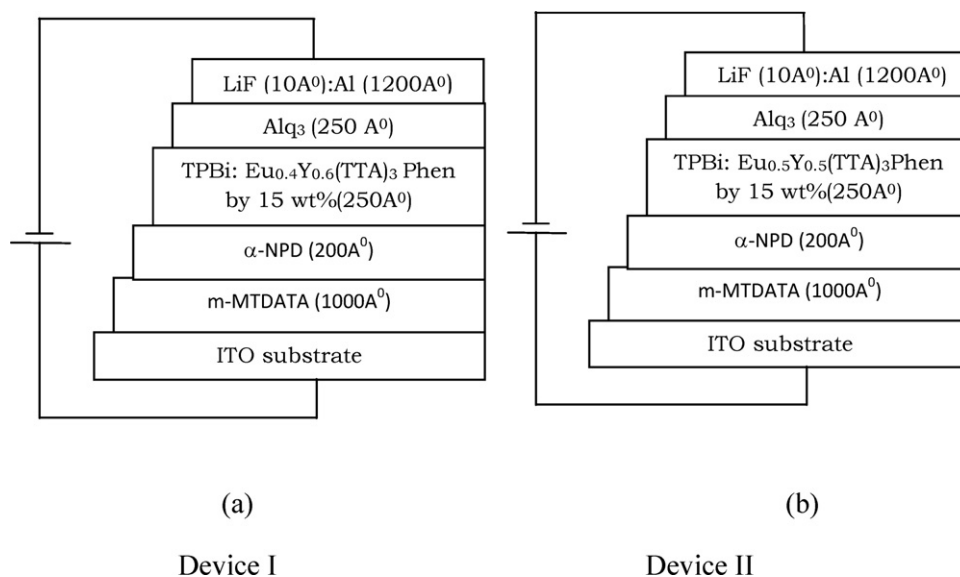 LiF (10A⁰):Al (1200A⁰)
Alq₃ (250 A⁰)
TPBi: Eu₀.₄Y₀.₆(TTA)₃ Phen
by 15 wt%(250A⁰)
α-NPD (200A⁰)
m-MTDATA (1000A⁰)
ITO substrate
(a)
Device I
LiF (10A⁰):Al (1200A⁰)
Alq₃ (250 A⁰)
TPBi: Eu₀.₅Y₀.₅(TTA)₃Phen
by 15 wt%(250A⁰)
α-NPD (200A⁰)
m-MTDATA (1000A⁰)
ITO substrate
(b)
Device II